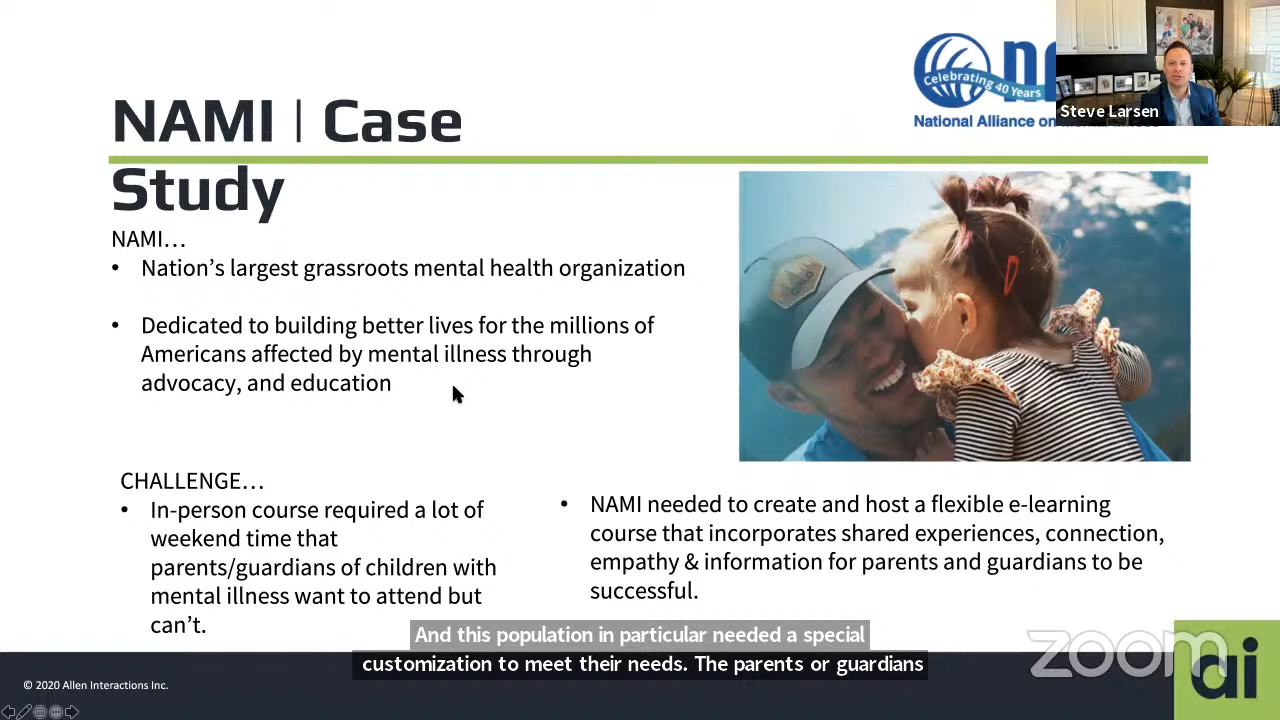 Celebrating 40 Years
National Alliance on
Steve Larsen
NAMI | Case
Study
NAMI…
• Nation’s largest grassroots mental health organization
• Dedicated to building better lives for the millions of
Americans affected by mental illness through
advocacy, and education
CHALLENGE…
• In-person course required a lot of
weekend time that
parents/guardians of children with
mental illness want to attend but
can’t.
• NAMI needed to create and host a flexible e-learning
course that incorporates shared experiences, connection,
empathy & information for parents and guardians to be
successful.
And this population in particular needed a special
customization to meet their needs. The parents or guardians
zoom
ai
© 2020 Allen Interactions Inc.